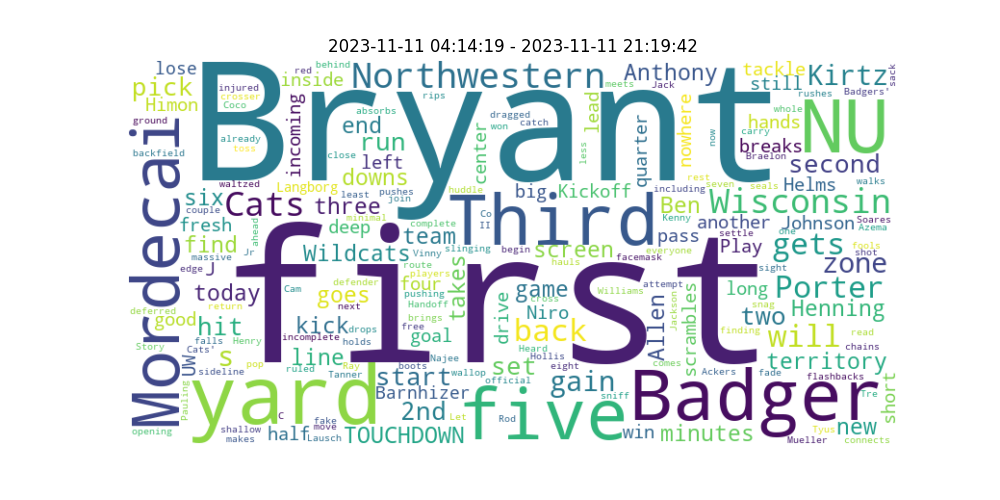 2023-11-11 04:14:19 - 2023-11-11 21:19:42
lose
behind
red
inside
Northwestern
Anthony
Jack
tackle
still
Kirtz
sack
pick
Himon
injured
crosser
Coco
Bryant
incoming
absorbs
rips
dragged
won
catch
lead
nowhere
rushes
Badgers'
whole
hands
NU
ground
already
toss
end
run
close
center
less
quarter
now
carry
breaks
Braelon
second
backfield
left
downs
huddle
rest
seven
seals
walks
Mordecai
waltzed
Langborg
least
pushes
join
big
Kickoff
including
Helms
six
couple
Cats
three
minimal
complete
Third
Co
II
Ben
Kenny
Wisconsin
fresh
ahead
deep
team
slinging
begin
screen
facemask
everyone
pass
another
settle
Johnson
one
Soares
Azema
find
massive
Jr
Wildcats
Vinny
hauls
Play
sight
gets
shot
fools
edge
J
Cam
route
players
takes
zone
today
return
first
next
goes
defender
four
pushing
Handoff
game
cross
Williams
attempt
long
Porter
deferred
good
hit
kick
drops
holds
free
brings
goal
drive
Niro
back
Allen
Jackson
scrambles
finding
snag
two
Henning
will
read
Story
falls
Henry
incomplete
Cats'
UW
s
line
ruled
Najee
Heard
Hollis
comes
chains
territory
sideline
pop
Ray
Tanner
boots
start
wallop
set
eight
gain
sniff
Ackers
fade
flashbacks
Pauling
yard
Barnhizer
official
five
Badger
Tre
short
c
2nd
Let
Rod
opening
shallow
makes
half
fake
move
Lausch
TOUCHDOWN
win
minutes
Mueller
Tyus
new
connects